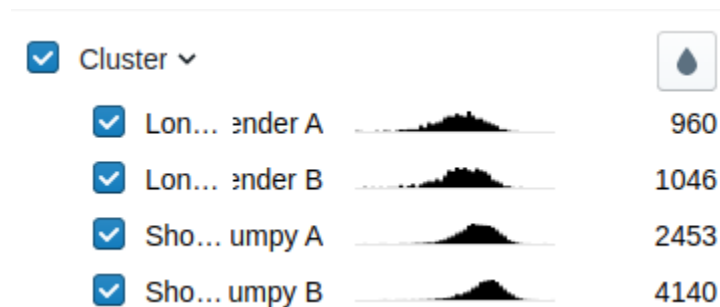 Cluster
Lon... ender A 960
Lon... ender B 1046
Sho... umpy A 2453
Sho... umpy B 4140